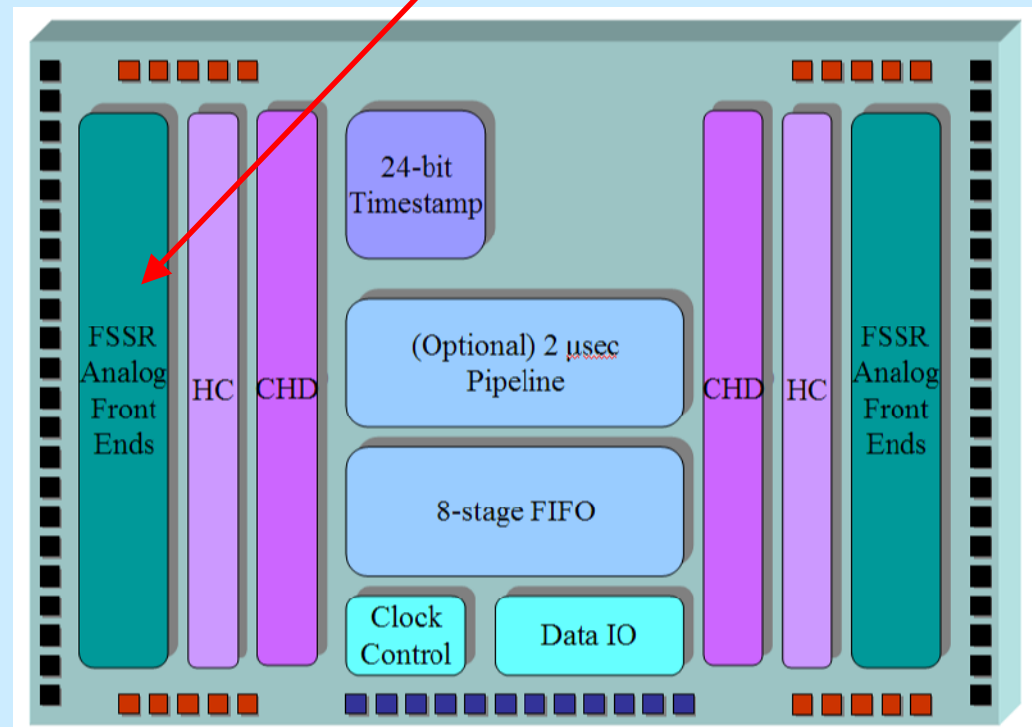 24-bit
Timestamp
FSSR
Analog
Front
Ends
HC
CHD
(Optional) 2 μsec
Pipeline
CHD
HC
FSSR
Analog
Front
Ends
8-stage FIFO
Clock
Control
Data IO